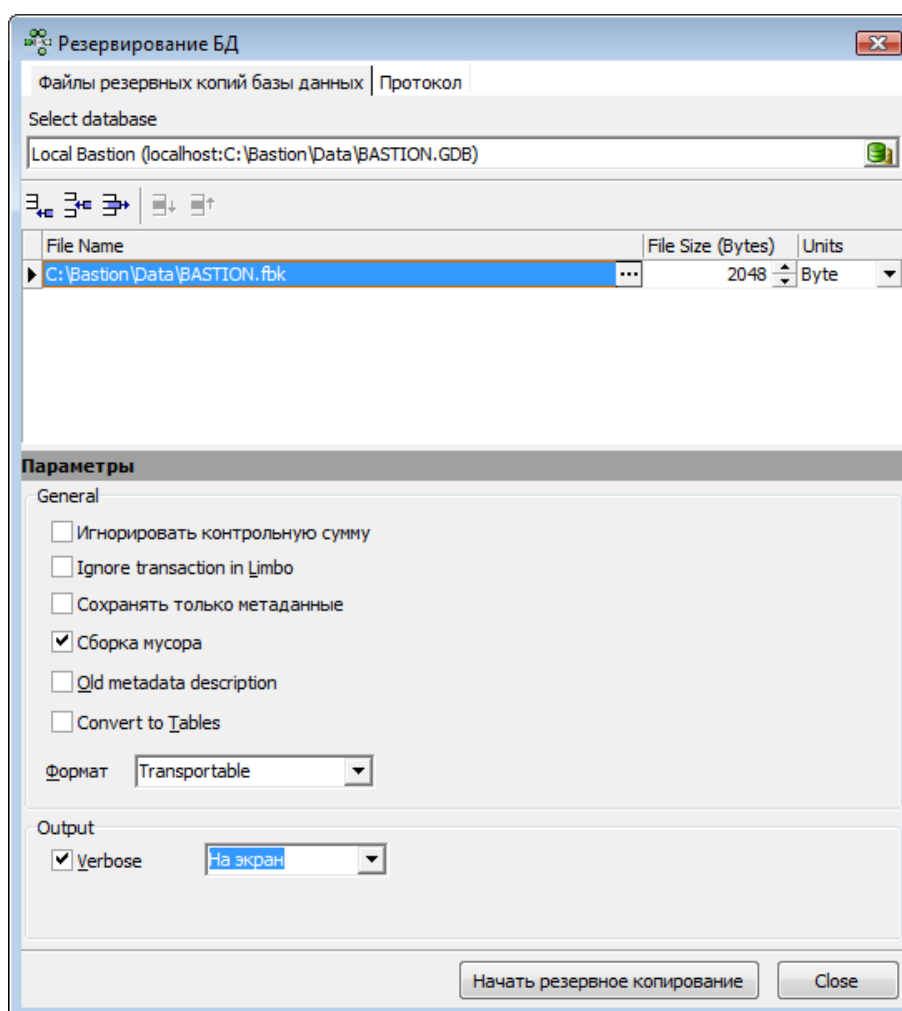 Резервирование БД
Файлы резервных копий базы данных Протокол
Select database
Local Bastion (localhost:C:\Bastion\Data\BASTION.GDB)
File Name File Size (Bytes) Units
C:\Bastion\Data\BASTION.fbk ... 2048 Byte
Параметры
General
Игнорировать контрольную сумму
Ignore transaction in Limbo
Сохранять только метаданные
Сборка мусора
Old metadata description
Convert to Tables
Формат Transportable
Output
Verbose На экран
Начать резервное копирование Close